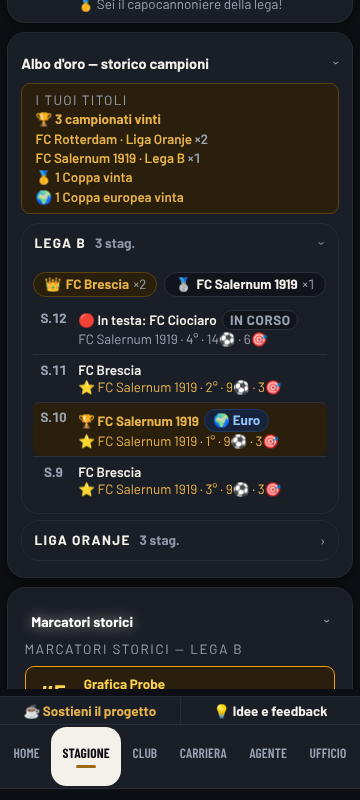 🥇 Sei il capocannoniere della lega!
Albo d'oro — storico campioni
I TUOI TITOLI
🏆 3 campionati vinti
FC Rotterdam · Liga Oranje ×2
FC Salernum 1919 · Lega B ×1
🥇 1 Coppa vinta
🌍 1 Coppa europea vinta
LEGA B 3 stag.
👑 FC Brescia ×2 🥈 FC Salernum 1919 ×1
S.12 🔴 In testa: FC Ciociaro IN CORSO
FC Salernum 1919 · 4° · 14⚽ · 6🎯
S.11 FC Brescia
⭐ FC Salernum 1919 · 2° · 9⚽ · 3🎯
S.10 🏆 FC Salernum 1919 🌍 Euro
⭐ FC Salernum 1919 · 1° · 9⚽ · 3🎯
S.9 FC Brescia
⭐ FC Salernum 1919 · 3° · 9⚽ · 3🎯
LIGA ORANJE 3 stag.
Marcatori storici
MARCATORI STORICI — LEGA B
Grafica Probe
☕ Sostieni il progetto 💡 Idee e feedback
HOME STAGIONE CLUB CARRIERA AGENTE UFFICIO